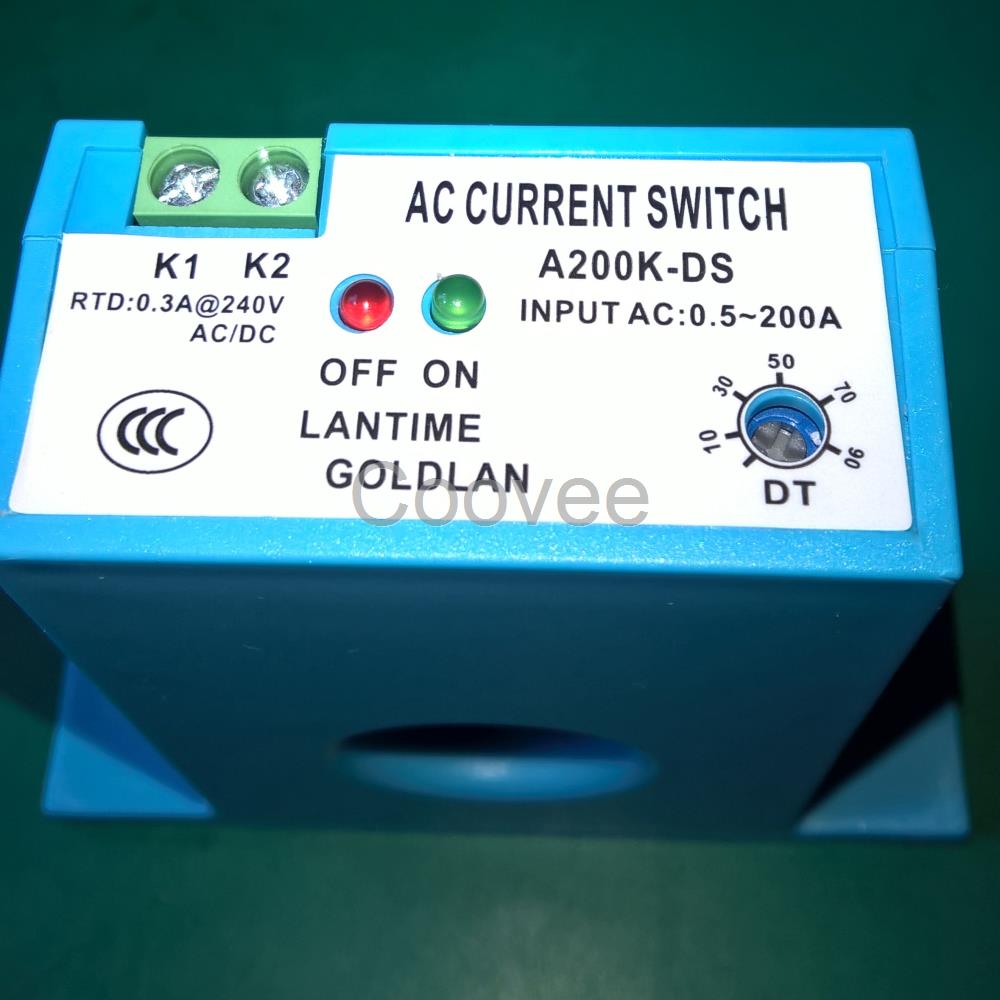 AC CURRENT SWITCH
K1 K2
A200K-DS
RTD:0.3A@240V
AC/DC
INPUT AC:0.5~200A
OFF ON
LANTIME
GOLDLAN
CCC
10
30
50
70
90
DT
Coovee